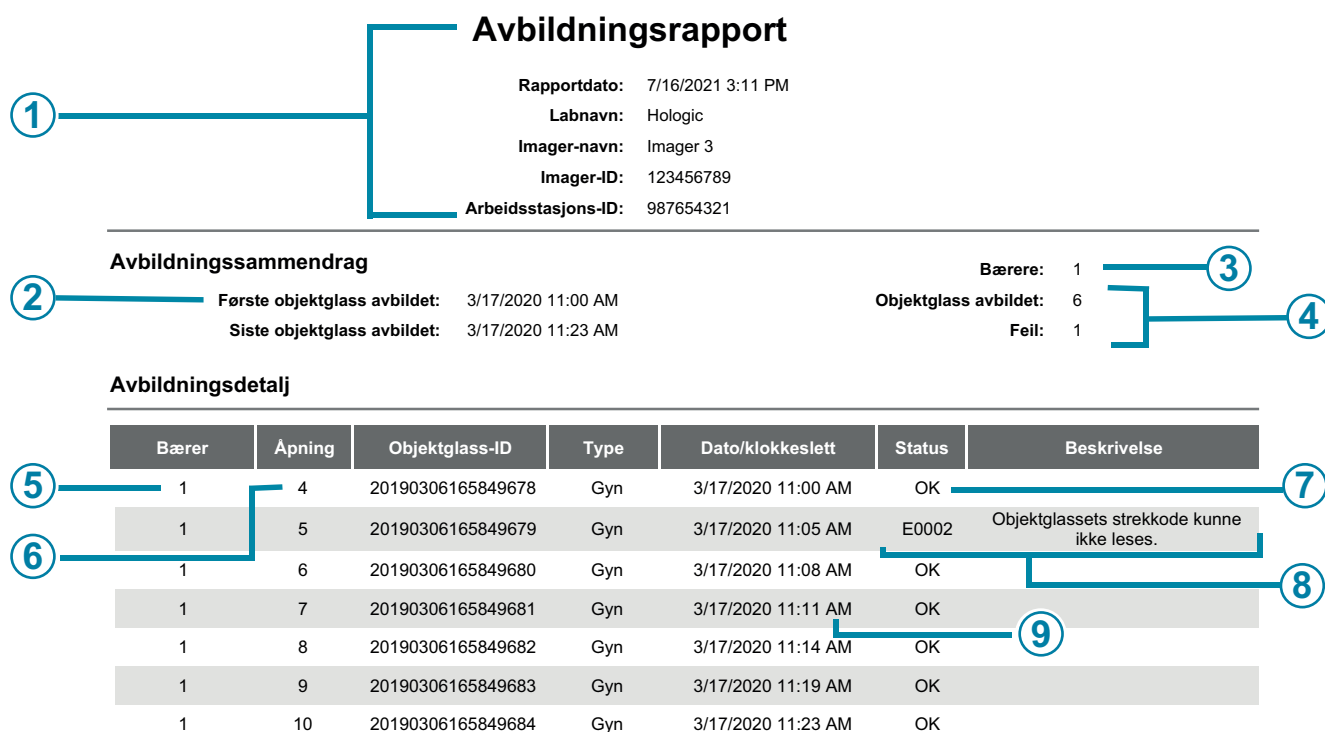 Avbildningsrapport
1
Rapportdato: 7/16/2021 3:11 PM
Labnavn: Hologic
Imager-navn: Imager 3
Imager-ID: 123456789
Arbeidsstasjons-ID: 987654321
Avbildningssammendrag
2
Første objektglass avbildet: 3/17/2020 11:00 AM
Siste objektglass avbildet: 3/17/2020 11:23 AM
Bærere: 1
3
Objektglass avbildet: 6
Feil: 1
4
Avbildningsdetalj
Bærer Åpning Objektglass-ID Type Dato/klokkeslett Status Beskrivelse
5 1 4 20190306165849678 Gyn 3/17/2020 11:00 AM OK 7
1 5 20190306165849679 Gyn 3/17/2020 11:05 AM E0002 Objektglassets strekkode kunne
ikke leses.
6
1 6 20190306165849680 Gyn 3/17/2020 11:08 AM OK
8
1 7 20190306165849681 Gyn 3/17/2020 11:11 AM OK
9
1 8 20190306165849682 Gyn 3/17/2020 11:14 AM OK
1 9 20190306165849683 Gyn 3/17/2020 11:19 AM OK
1 10 20190306165849684 Gyn 3/17/2020 11:23 AM OK